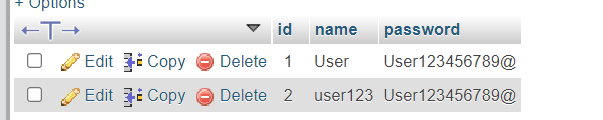 + Options
←T→ id name password
Edit Copy Delete 1 User User123456789@
Edit Copy Delete 2 user123 User123456789@